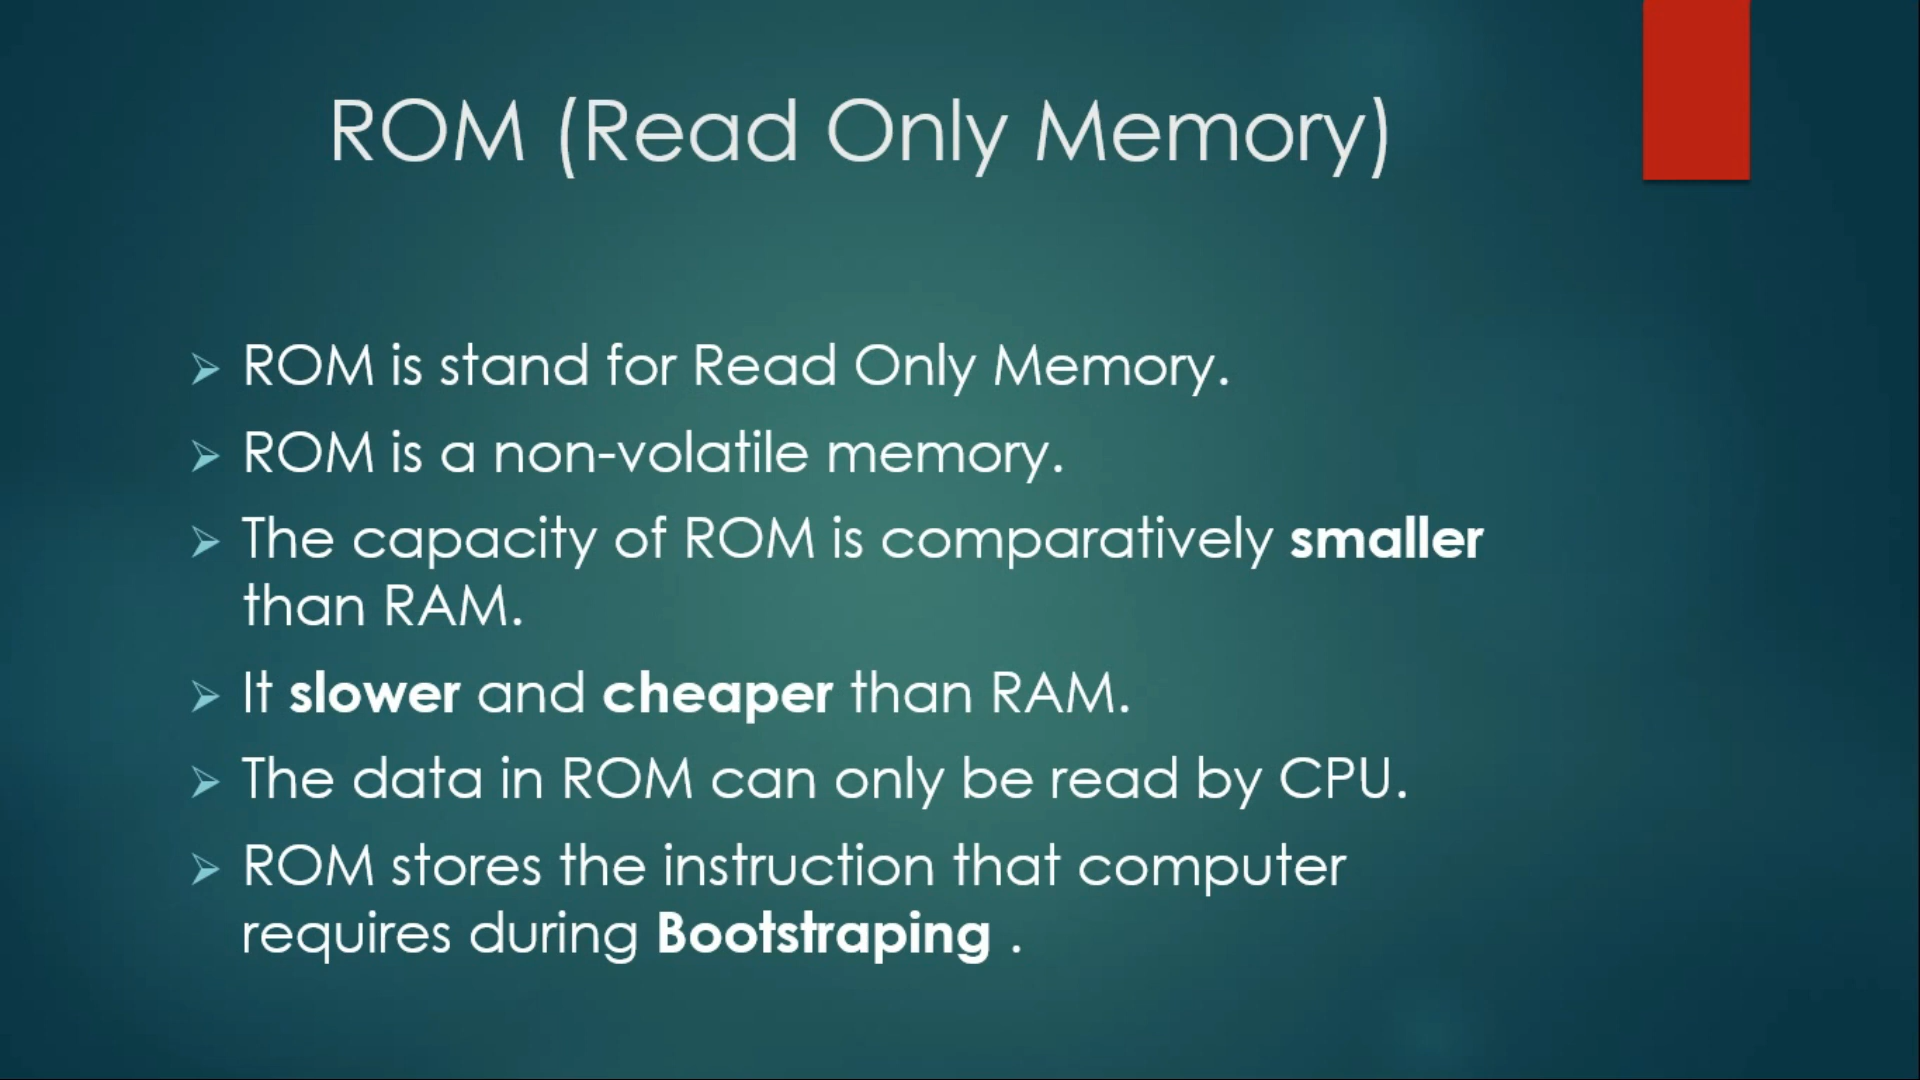 ROM (Read Only Memory)
ROM is stand for Read Only Memory.
ROM is a non-volatile memory.
The capacity of ROM is comparatively smaller
than RAM.
It slower and cheaper than RAM.
The data in ROM can only be read by CPU.
ROM stores the instruction that computer
requires during Bootstraping .